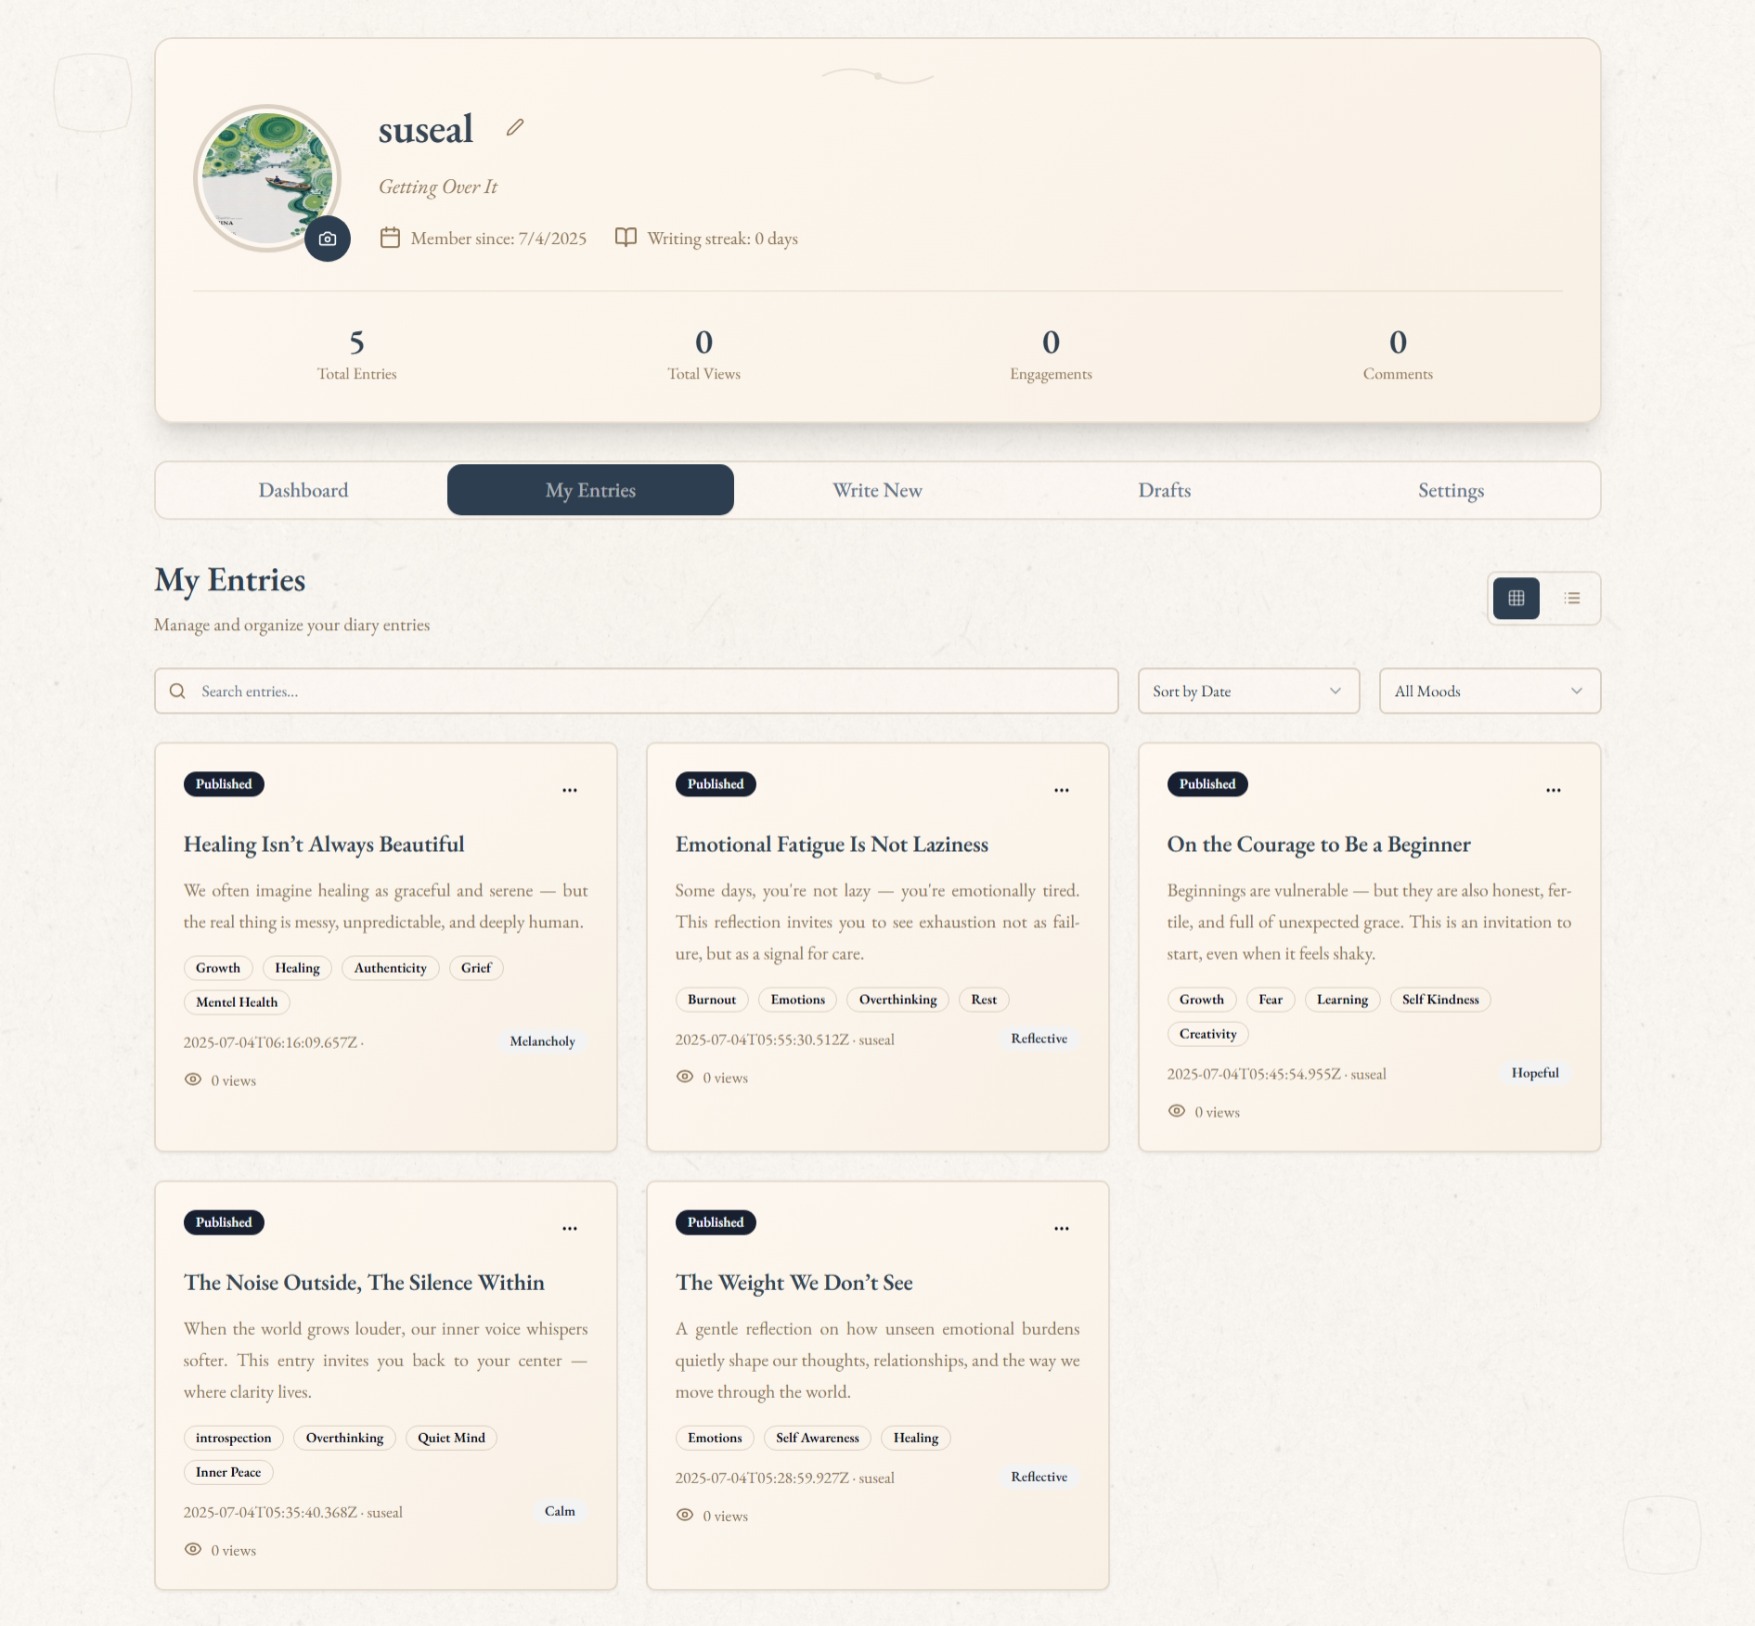 suseal
Getting Over It
INA
Member since: 7/4/2025 Writing streak: 0 days
5 0 0 0
Total Entries Total Views Engagements Comments
Dashboard My Entries Write New Drafts Settings
My Entries
Manage and organize your diary entries
Search entries... Sort by Date All Moods
Published
...
Healing Isn’t Always Beautiful
We often imagine healing as graceful and serene — but
the real thing is messy, unpredictable, and deeply human.
Growth Healing Authenticity Grief
Mentel Health
2025-07-04T06:16:09.657Z · Melancholy
0 views
Published
...
Emotional Fatigue Is Not Laziness
Some days, you're not lazy — you're emotionally tired.
This reflection invites you to see exhaustion not as fail-
ure, but as a signal for care.
Burnout Emotions Overthinking Rest
2025-07-04T05:55:30.512Z · suseal Reflective
0 views
Published
...
On the Courage to Be a Beginner
Beginnings are vulnerable — but they are also honest, fer-
tile, and full of unexpected grace. This is an invitation to
start, even when it feels shaky.
Growth Fear Learning Self Kindness
Creativity
2025-07-04T05:45:54.955Z · suseal Hopeful
0 views
Published
...
The Noise Outside, The Silence Within
When the world grows louder, our inner voice whispers
softer. This entry invites you back to your center —
where clarity lives.
introspection Overthinking Quiet Mind
Inner Peace
2025-07-04T05:35:40.368Z · suseal Calm
0 views
Published
...
The Weight We Don’t See
A gentle reflection on how unseen emotional burdens
quietly shape our thoughts, relationships, and the way we
move through the world.
Emotions Self Awareness Healing
2025-07-04T05:28:59.927Z · suseal Reflective
0 views